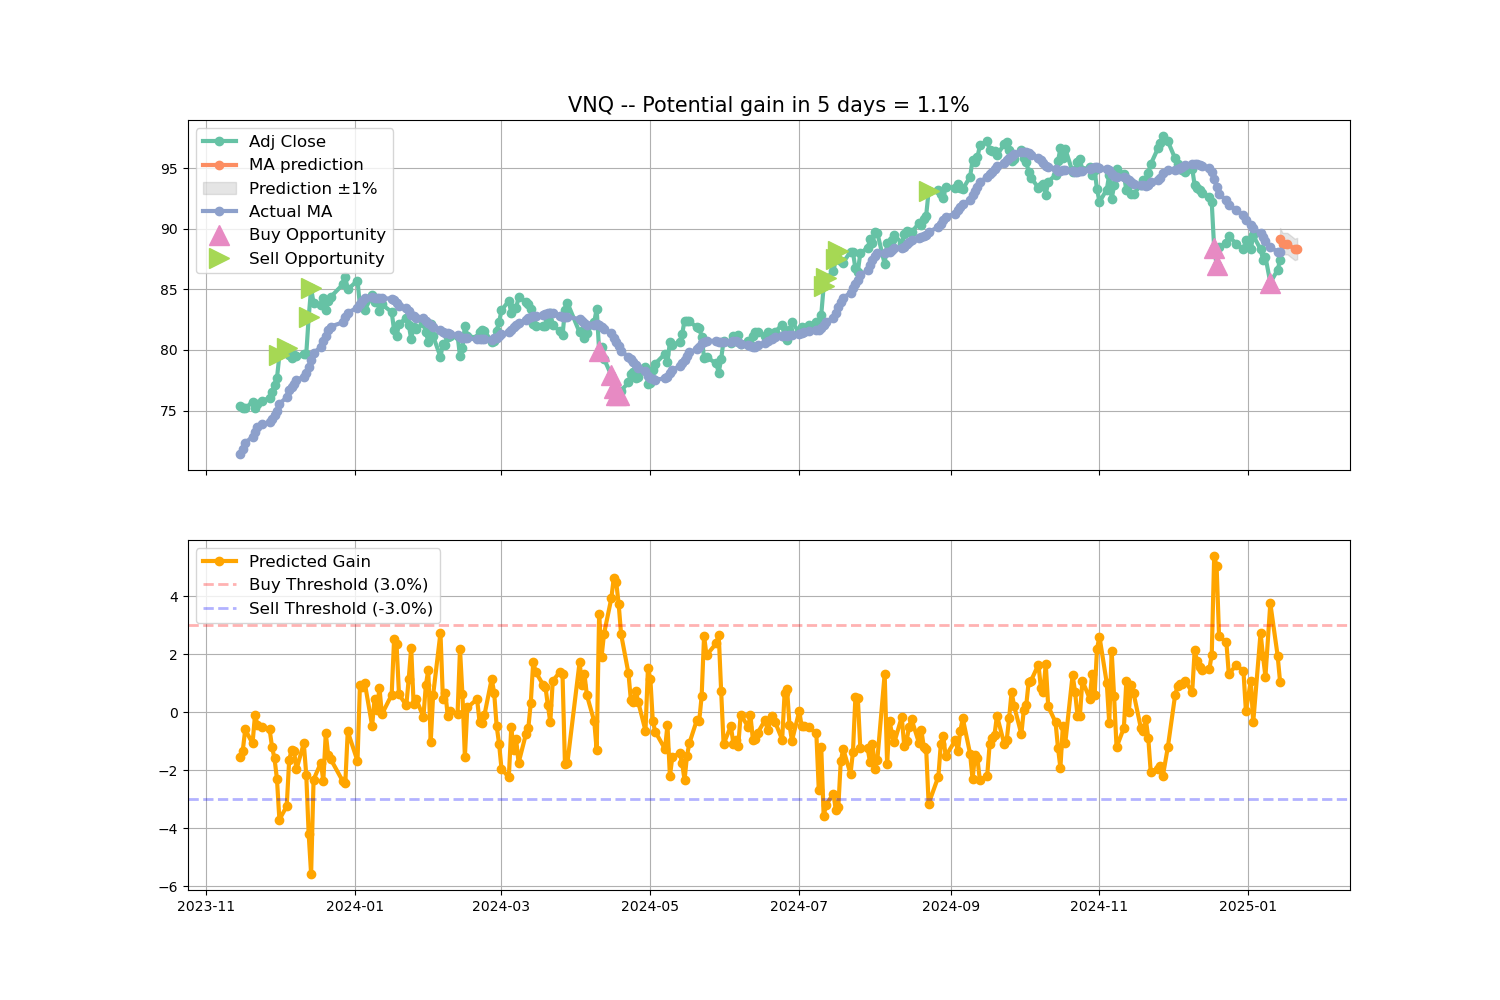 VNQ -- Potential gain in 5 days = 1.1%
Adj Close
MA prediction
Prediction ±1%
Actual MA
Buy Opportunity
Sell Opportunity
95
90
85
80
75
Predicted Gain
Buy Threshold (3.0%)
Sell Threshold (-3.0%)
4
2
0
−2
−4
−6
2023-11
2024-01
2024-03
2024-05
2024-07
2024-09
2024-11
2025-01